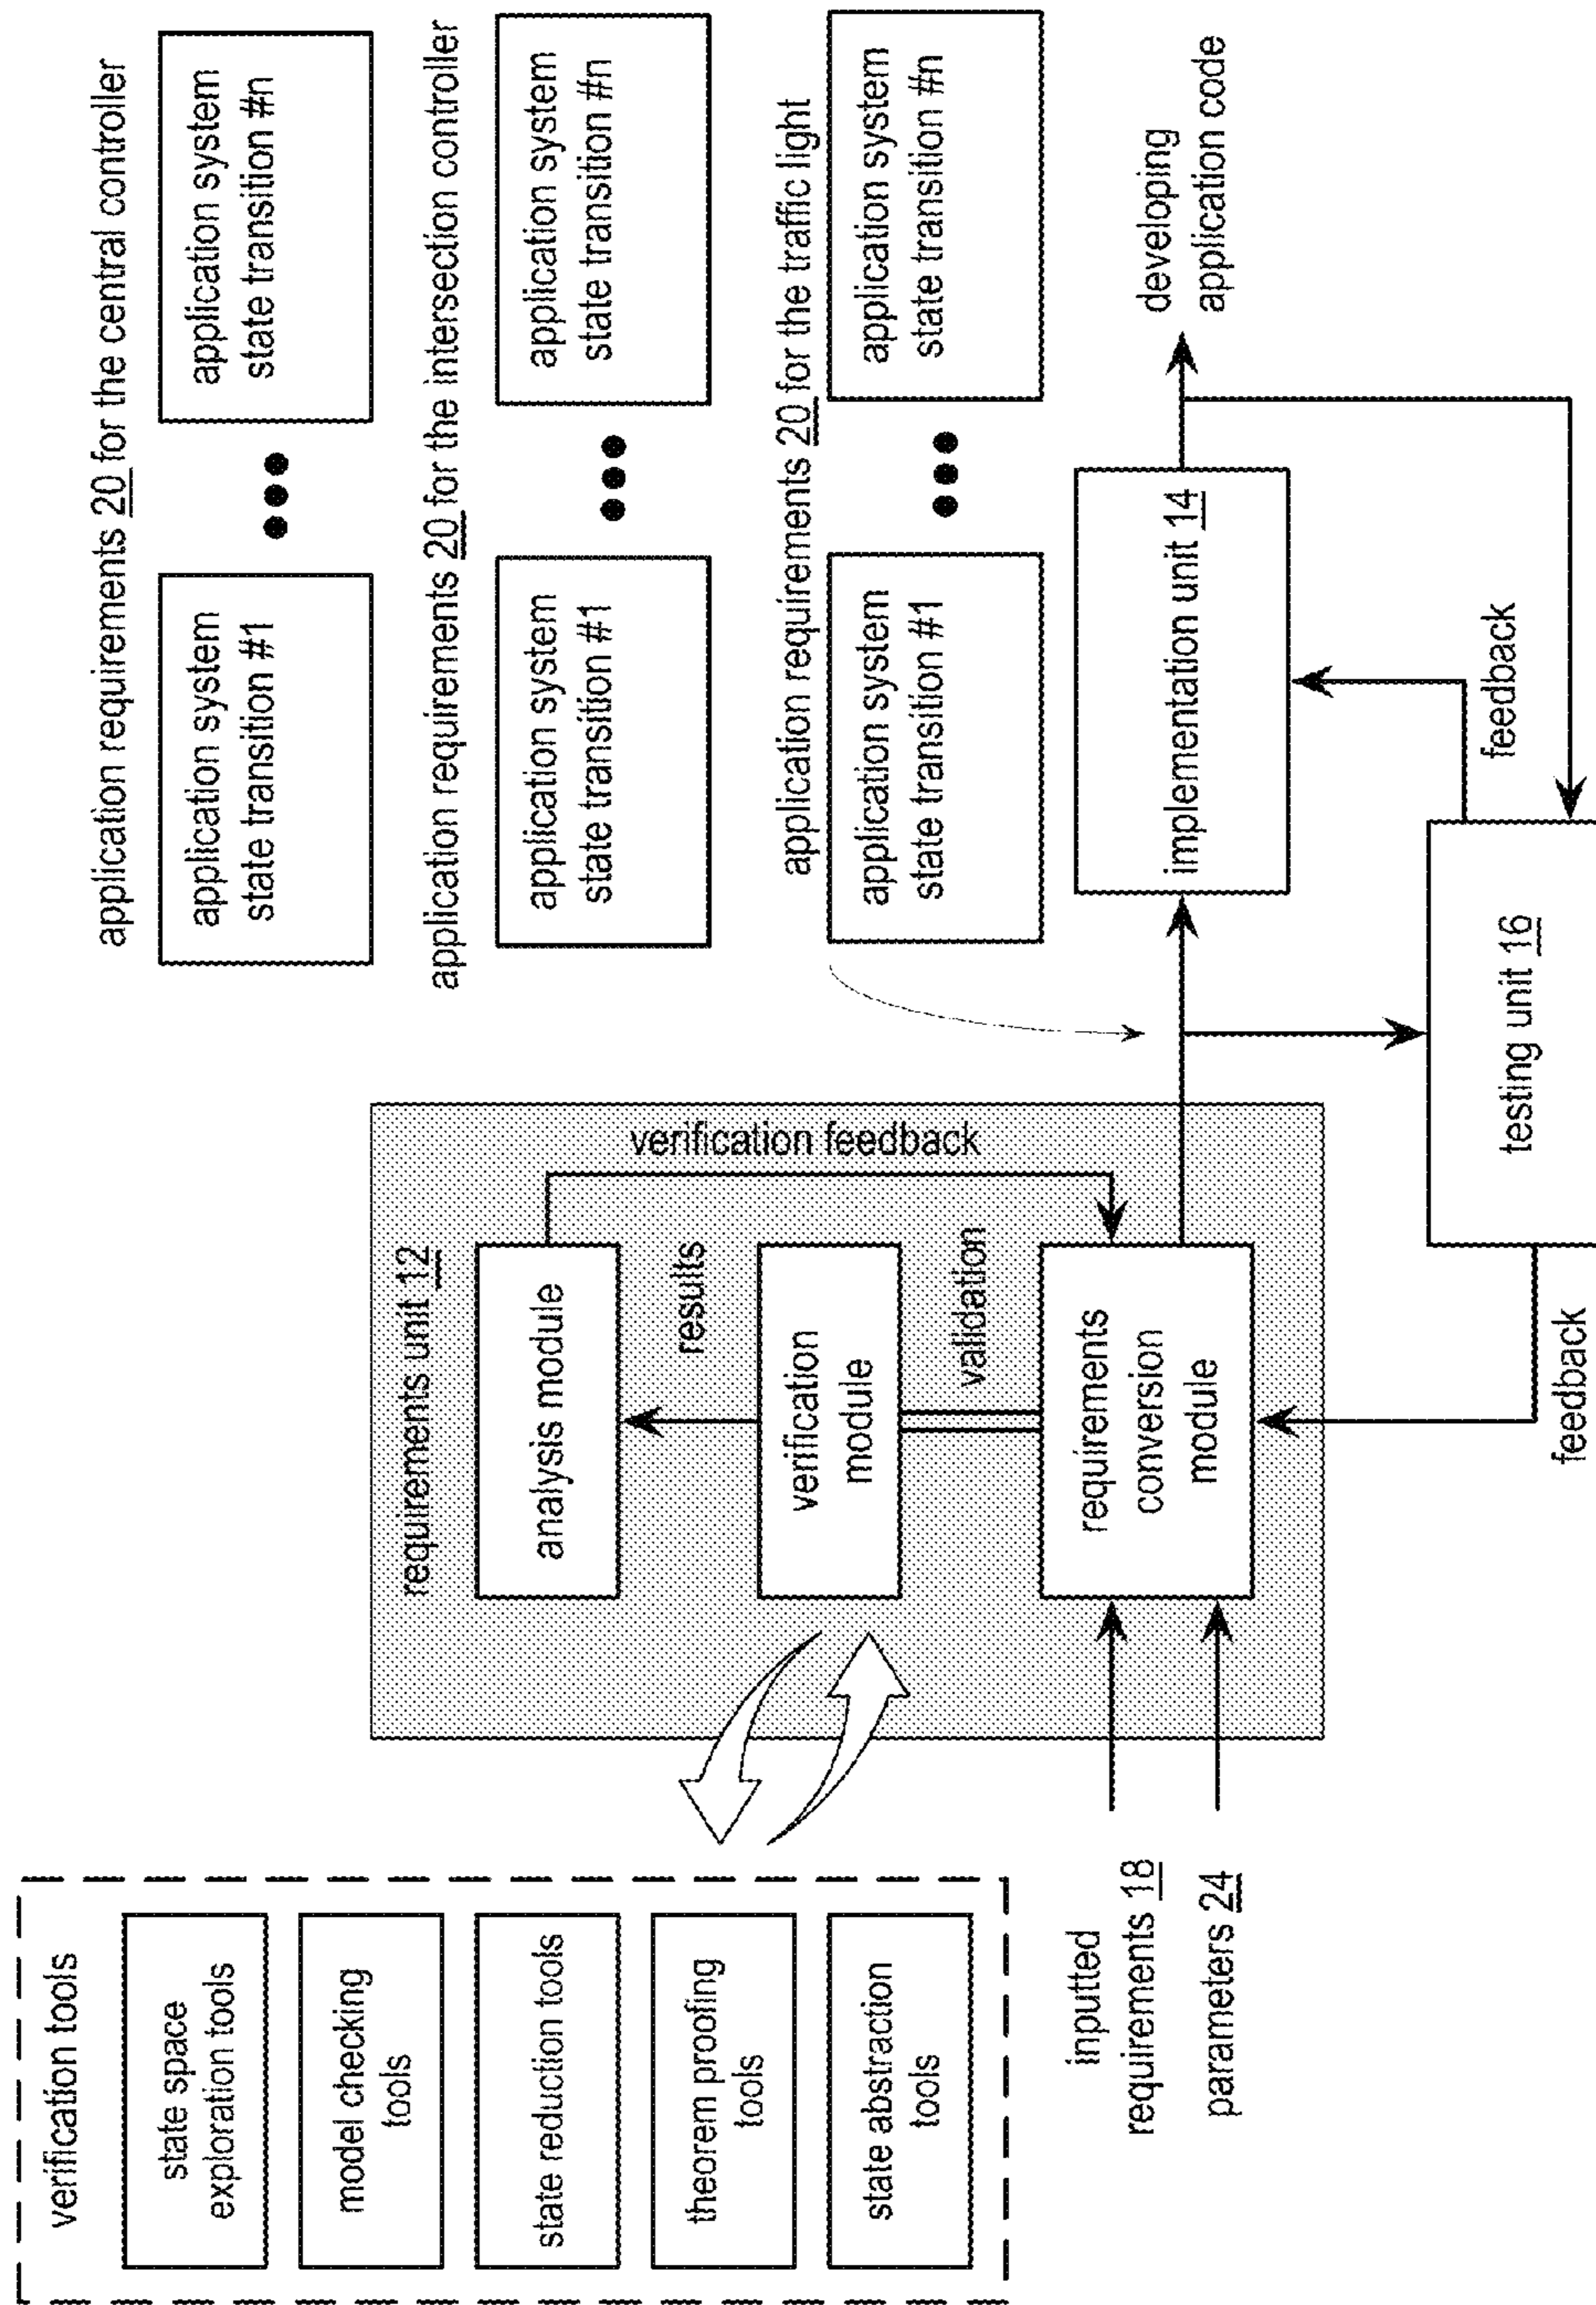 verification tools
state space
exploration tools
model checking
tools
state reduction tools
theorem proofing
tools
state abstraction
tools
inputted
requirements 18
parameters 24
requirements unit 12
analysis module
results
verification
module
validation
requirements
conversion
module
verification feedback
feedback
application requirements 20 for the central controller
application system
state transition #1
application system
state transition #n
application requirements 20 for the intersection controller
application system
state transition #1
application system
state transition #n
application requirements 20 for the traffic light
application system
state transition #1
application system
state transition #n
implementation unit 14
developing
application code
feedback
testing unit 16